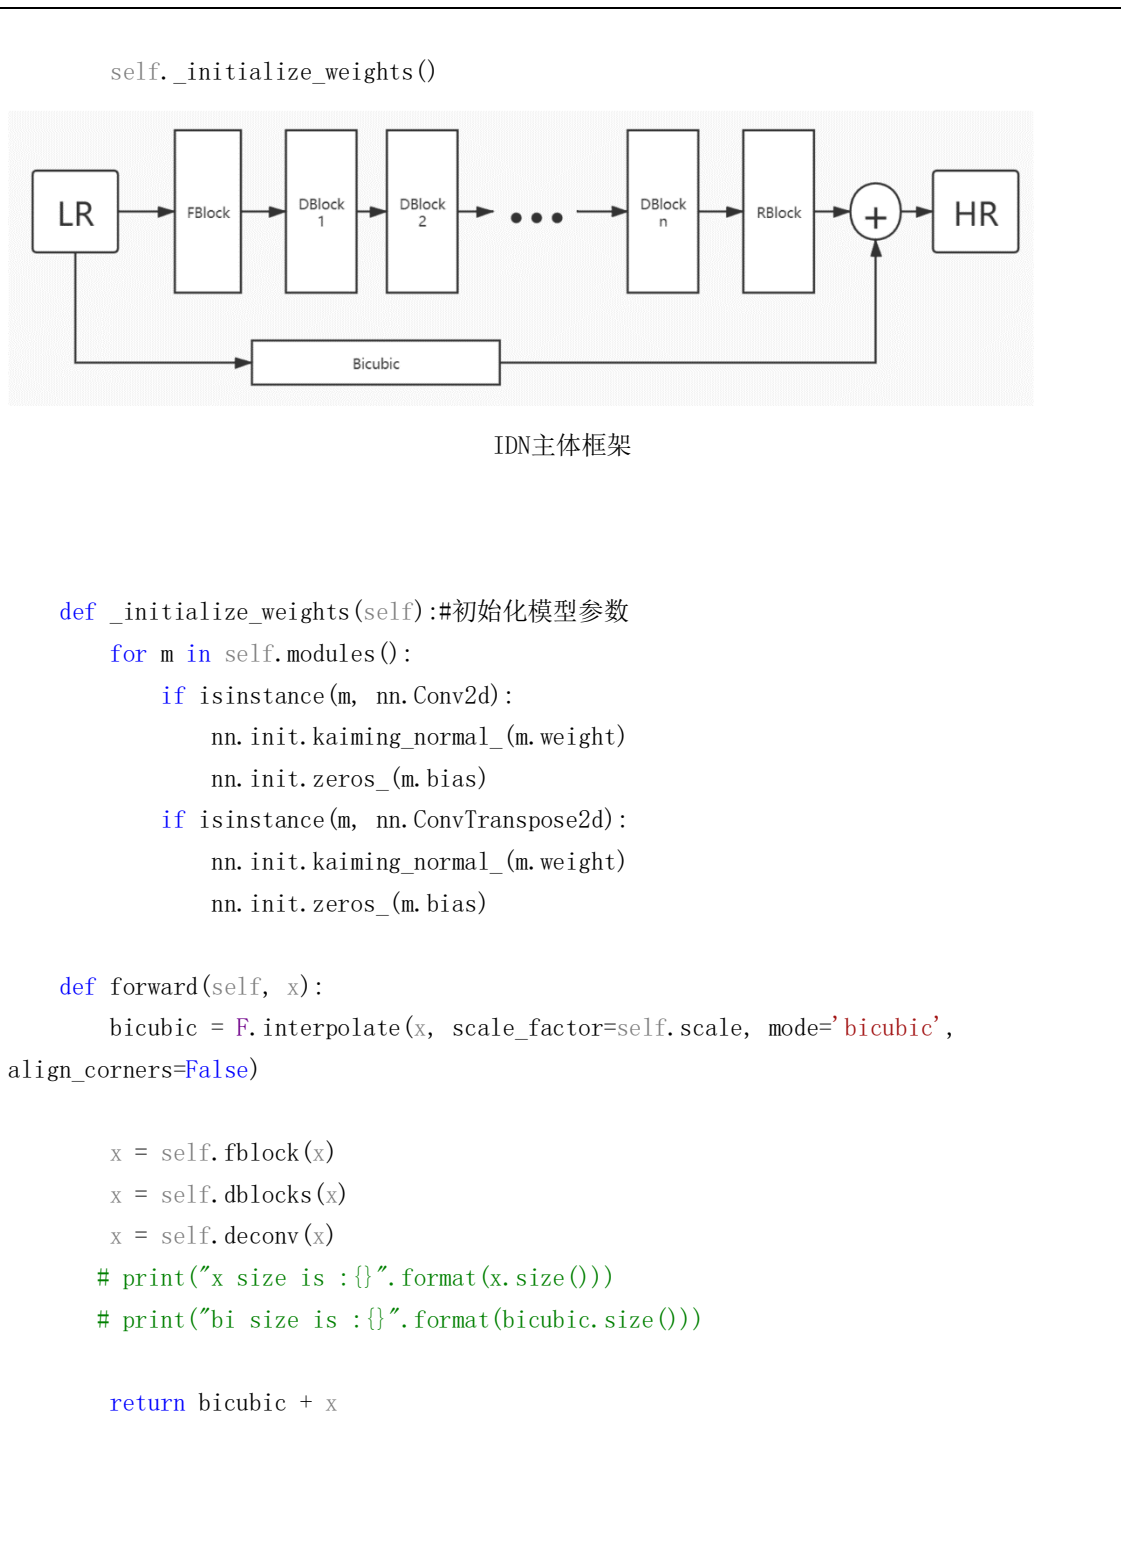 self._initialize_weights()
LR
FBlock
DBlock
1
DBlock
2
DBlock
n
RBlock
+
HR
Bicubic
IDN主体框架
    def _initialize_weights(self):#初始化模型参数
        for m in self.modules():
            if isinstance(m, nn.Conv2d):
                nn.init.kaiming_normal_(m.weight)
                nn.init.zeros_(m.bias)
            if isinstance(m, nn.ConvTranspose2d):
                nn.init.kaiming_normal_(m.weight)
                nn.init.zeros_(m.bias)
    def forward(self, x):
        bicubic = F.interpolate(x, scale_factor=self.scale, mode='bicubic',
align_corners=False)
        x = self.fblock(x)
        x = self.dblocks(x)
        x = self.deconv(x)
       # print("x size is :{}".format(x.size()))
       # print("bi size is :{}".format(bicubic.size()))
        return bicubic + x